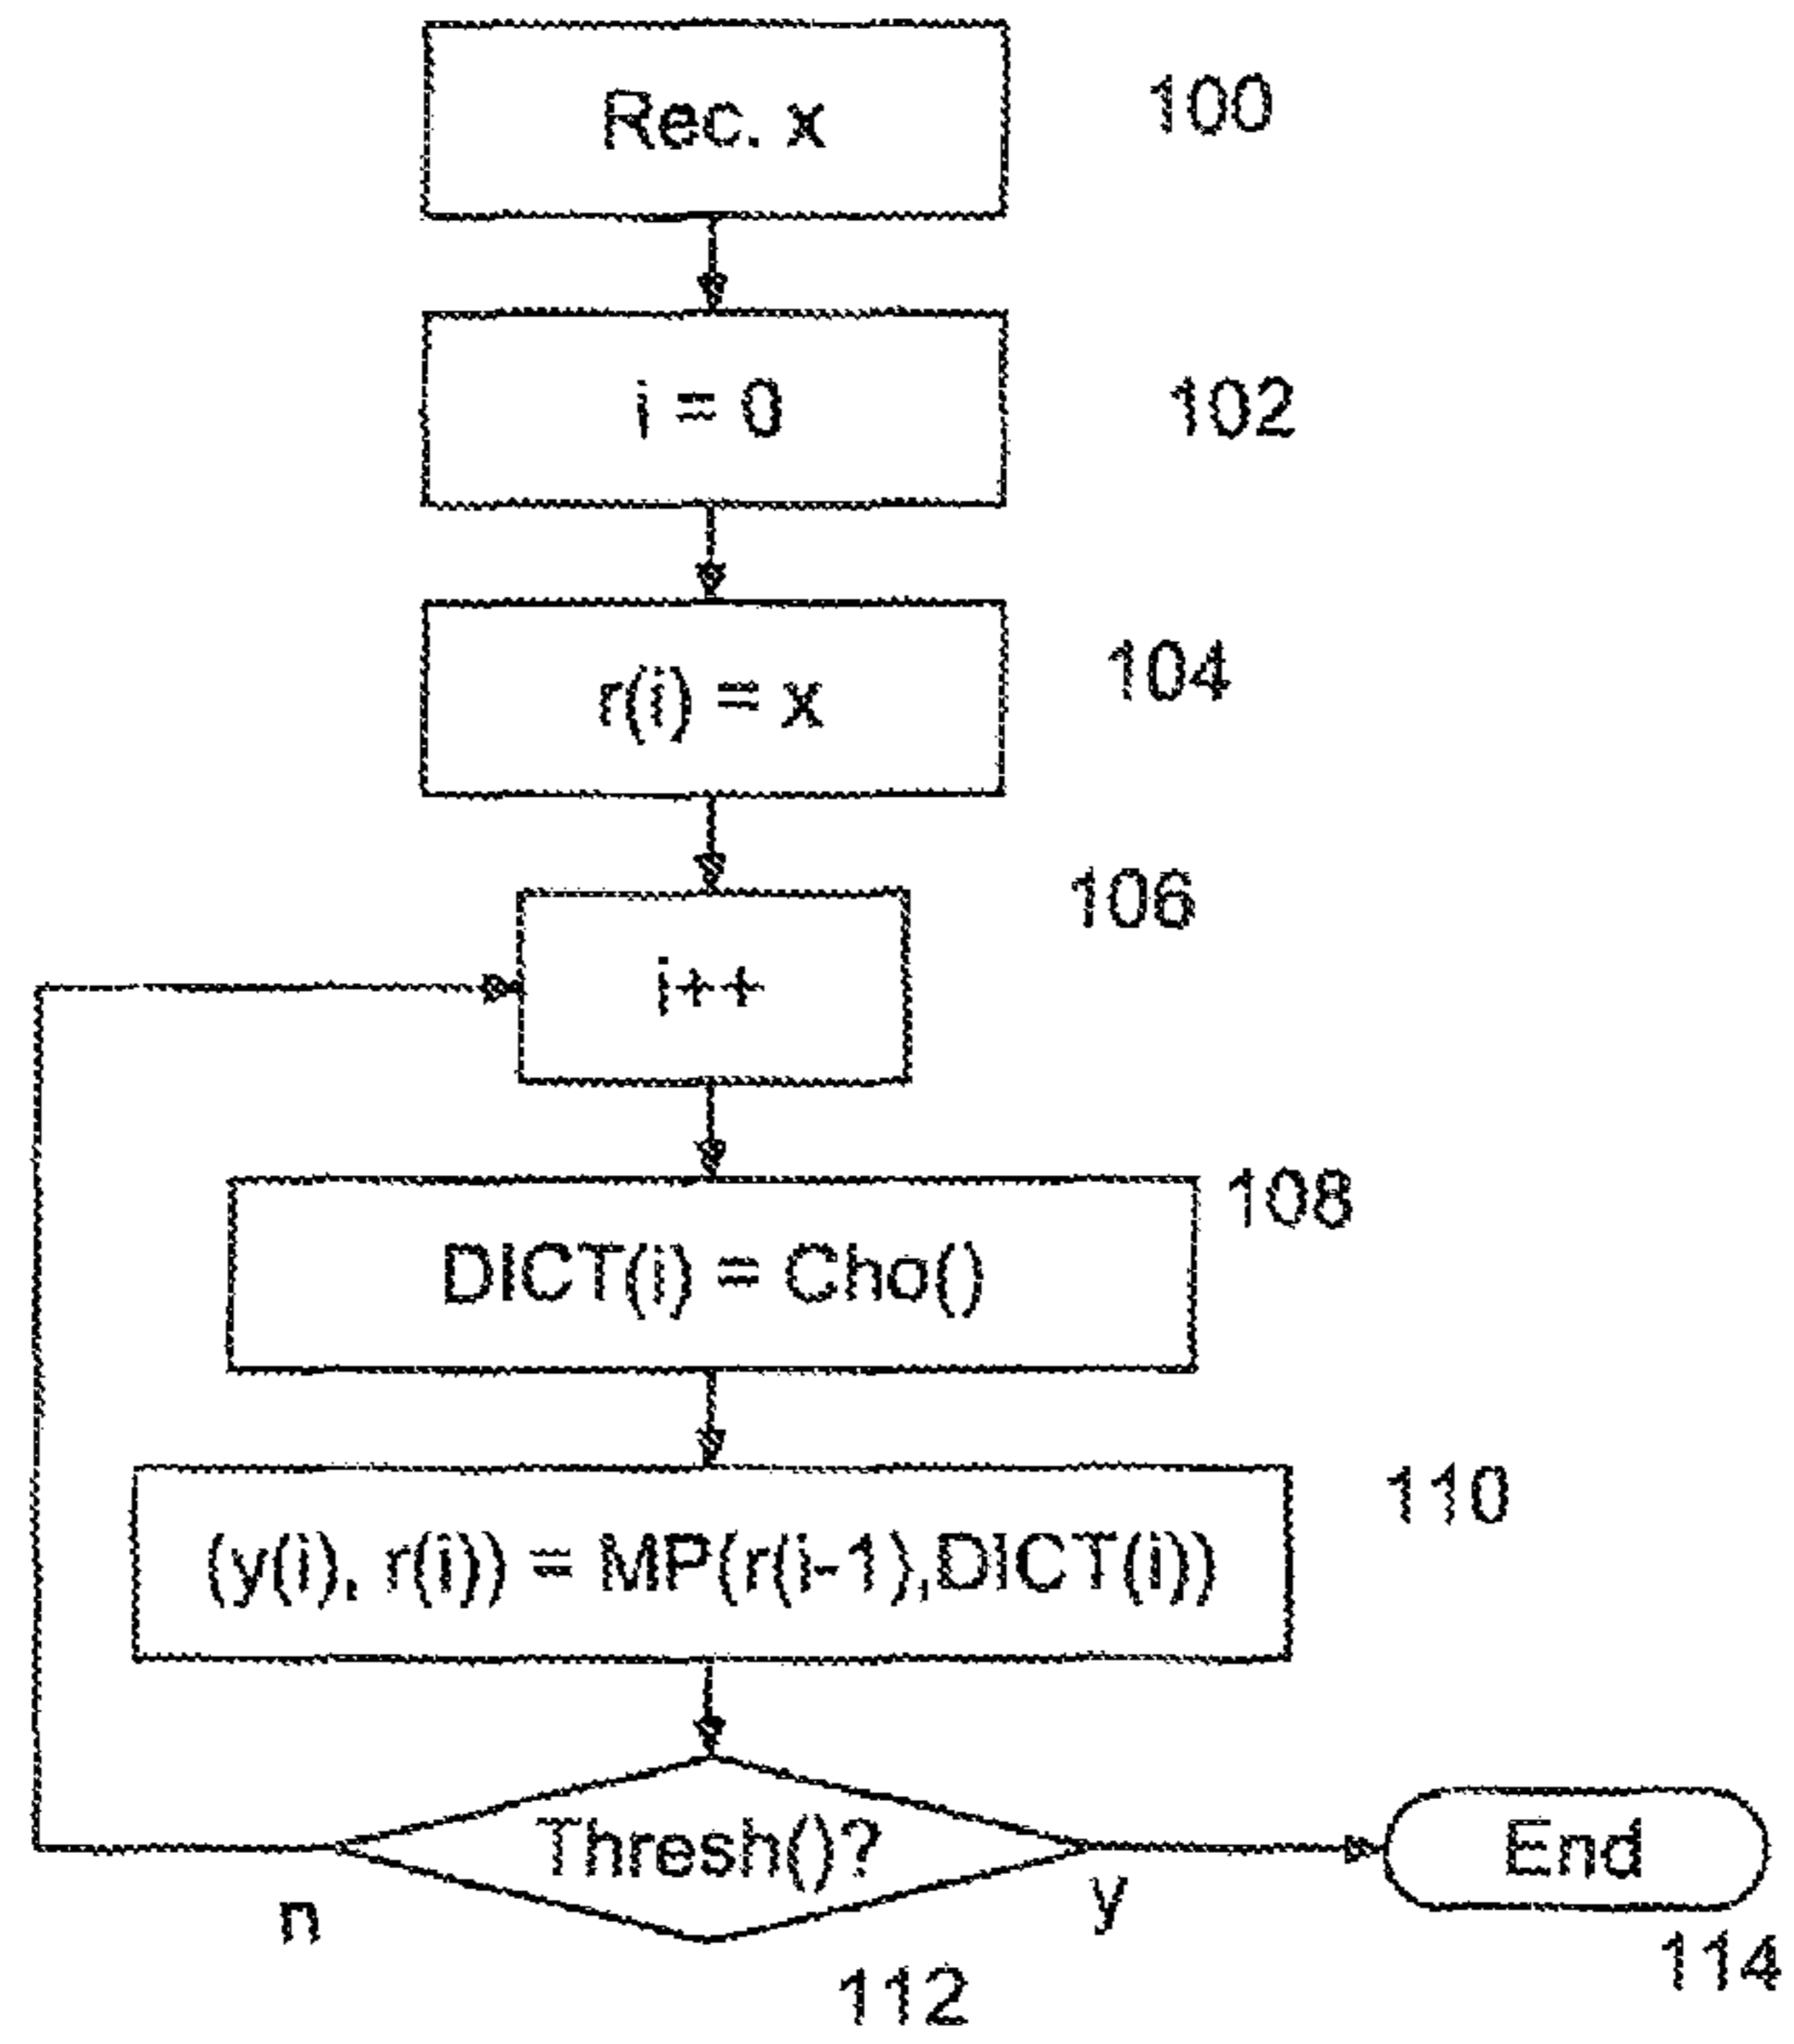 Rec. x
100
i = 0
102
r(i) = x
104
106
i++
108
DICT(i) = Cho()
110
(y(i), r(i)) = MP(r(i-1),DICT(i))
Thresh()?
End
n
y
114
112